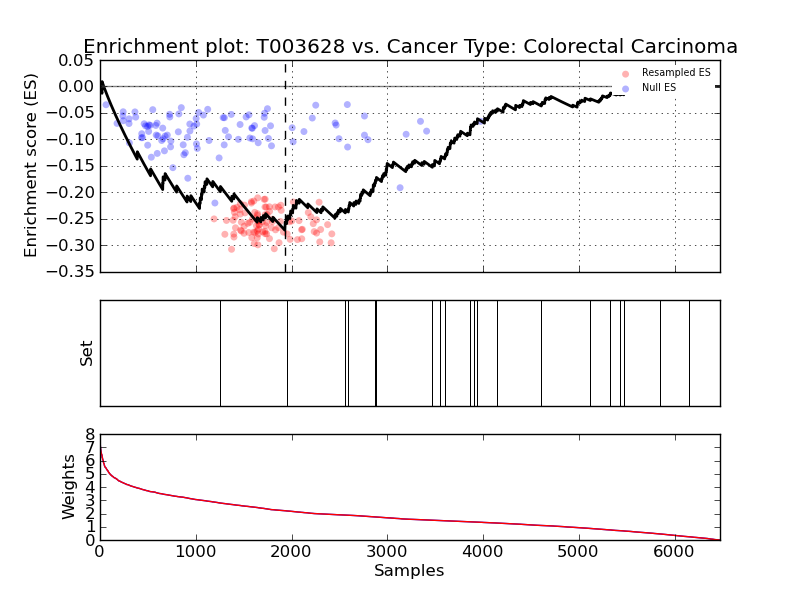 Enrichment plot: T003628 vs. Cancer Type: Colorectal Carcinoma
Enrichment score (ES)
0.05
0.00
−0.05
−0.10
−0.15
−0.20
−0.25
−0.30
−0.35
Resampled ES
Null ES
Set
Weights
8
7
6
5
4
3
2
1
0
0 1000 2000 3000 4000 5000 6000
Samples